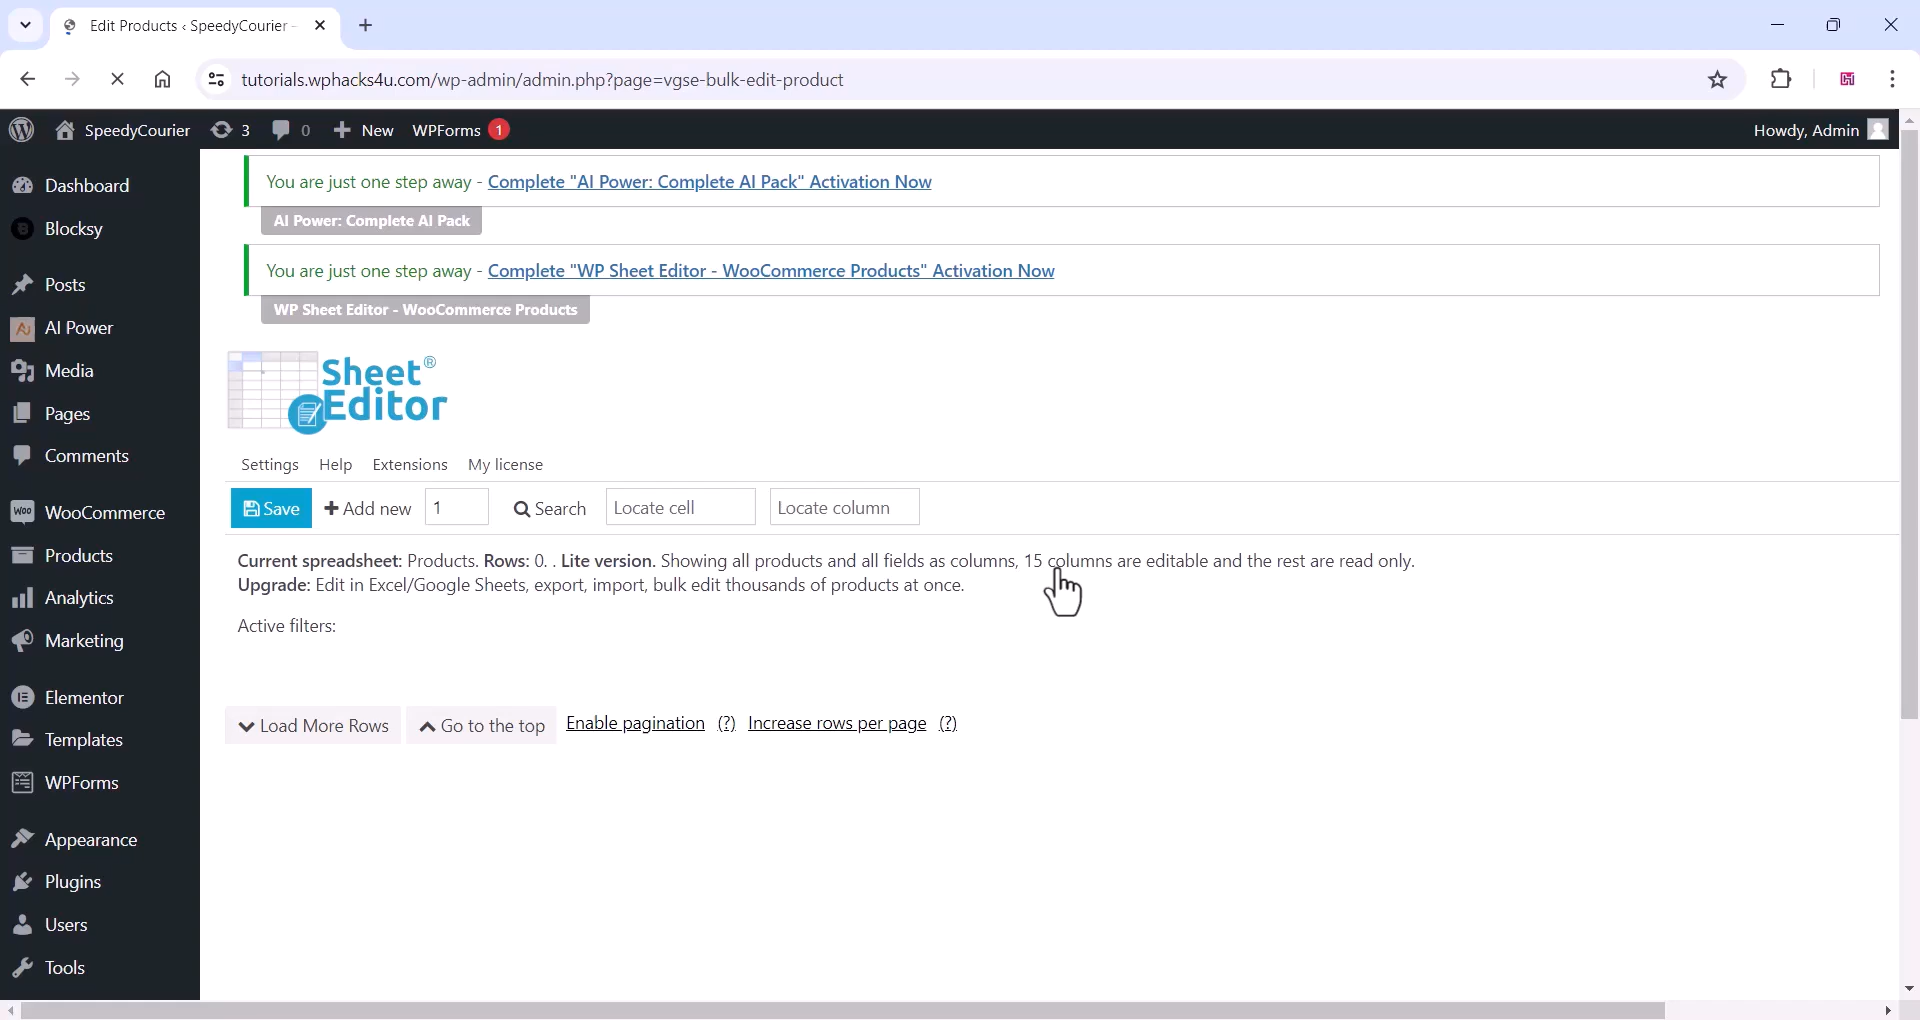 Edit Products ‹ SpeedyCourier -
tutorials.wphacks4u.com/wp-admin/admin.php?page=vgse-bulk-edit-product
SpeedyCourier 3 0 New WPForms 1 Howdy, Admin
Dashboard
Blocksy
Posts
AI Power
Media
Pages
Comments
WooCommerce
Products
Analytics
Marketing
Elementor
Templates
WPForms
Appearance
Plugins
Users
Tools
You are just one step away - Complete "AI Power: Complete AI Pack" Activation Now
AI Power: Complete AI Pack
You are just one step away - Complete "WP Sheet Editor - WooCommerce Products" Activation Now
WP Sheet Editor - WooCommerce Products
Sheet®
Editor
Settings Help Extensions My license
Save Add new 1 Search Locate cell Locate column
Current spreadsheet: Products. Rows: 0. . Lite version. Showing all products and all fields as columns, 15 columns are editable and the rest are read only.
Upgrade: Edit in Excel/Google Sheets, export, import, bulk edit thousands of products at once.
Active filters:
Load More Rows Go to the top Enable pagination (?) Increase rows per page (?)